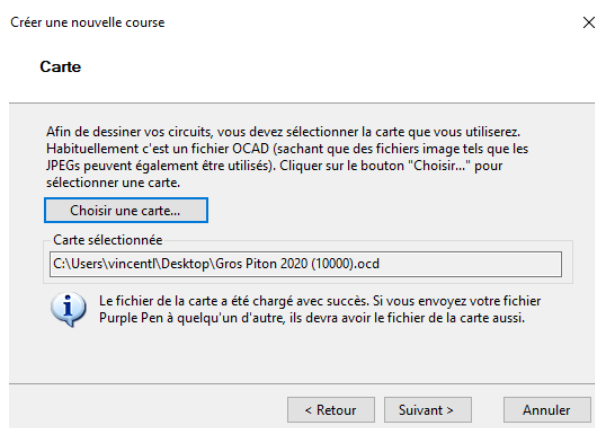 Créer une nouvelle course
Carte
Afin de dessiner vos circuits, vous devez sélectionner la carte que vous utiliserez.
Habituellement c'est un fichier OCAD (sachant que des fichiers image tels que les
JPEGs peuvent également être utilisés). Cliquer sur le bouton "Choisir..." pour
sélectionner une carte.
Choisir une carte...
Carte sélectionnée
C:\Users\vincentl\Desktop\Gros Piton 2020 (10000).ocd
Le fichier de la carte a été chargé avec succès. Si vous envoyez votre fichier
Purple Pen à quelqu'un d'autre, ils devra avoir le fichier de la carte aussi.
< Retour
Suivant >
Annuler